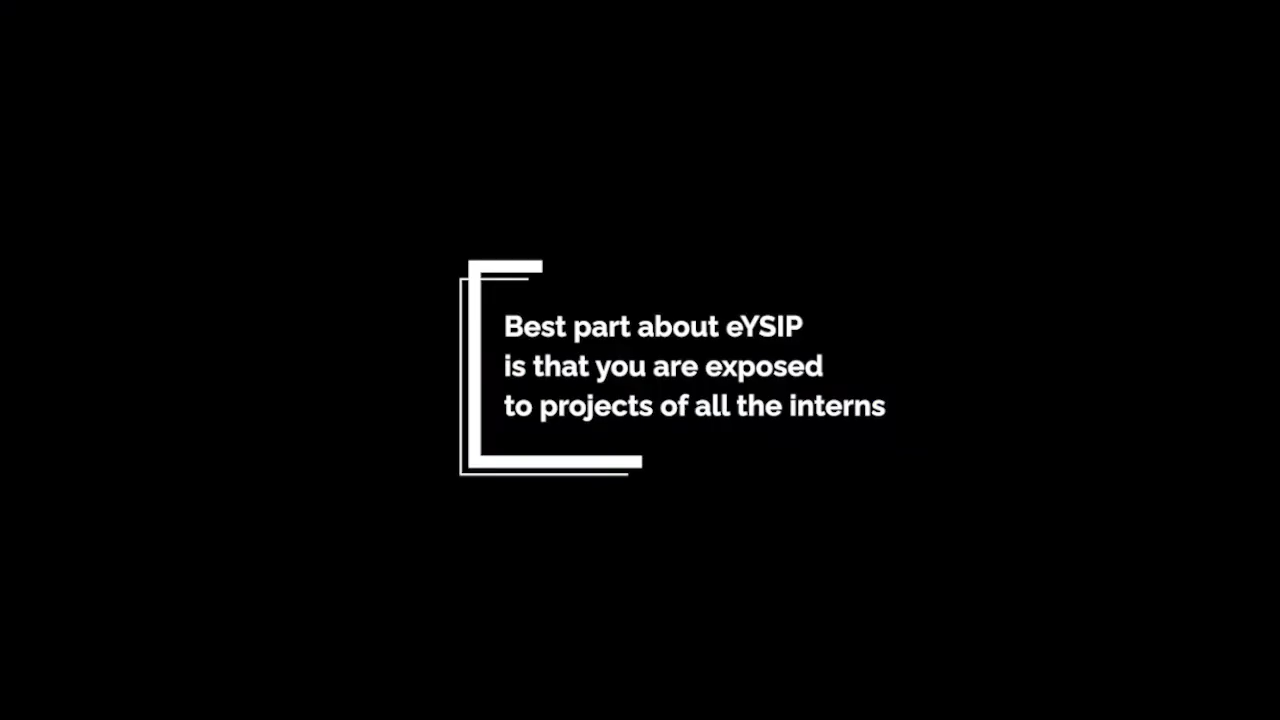 Best part about eYSIP
is that you are exposed
to projects of all the interns